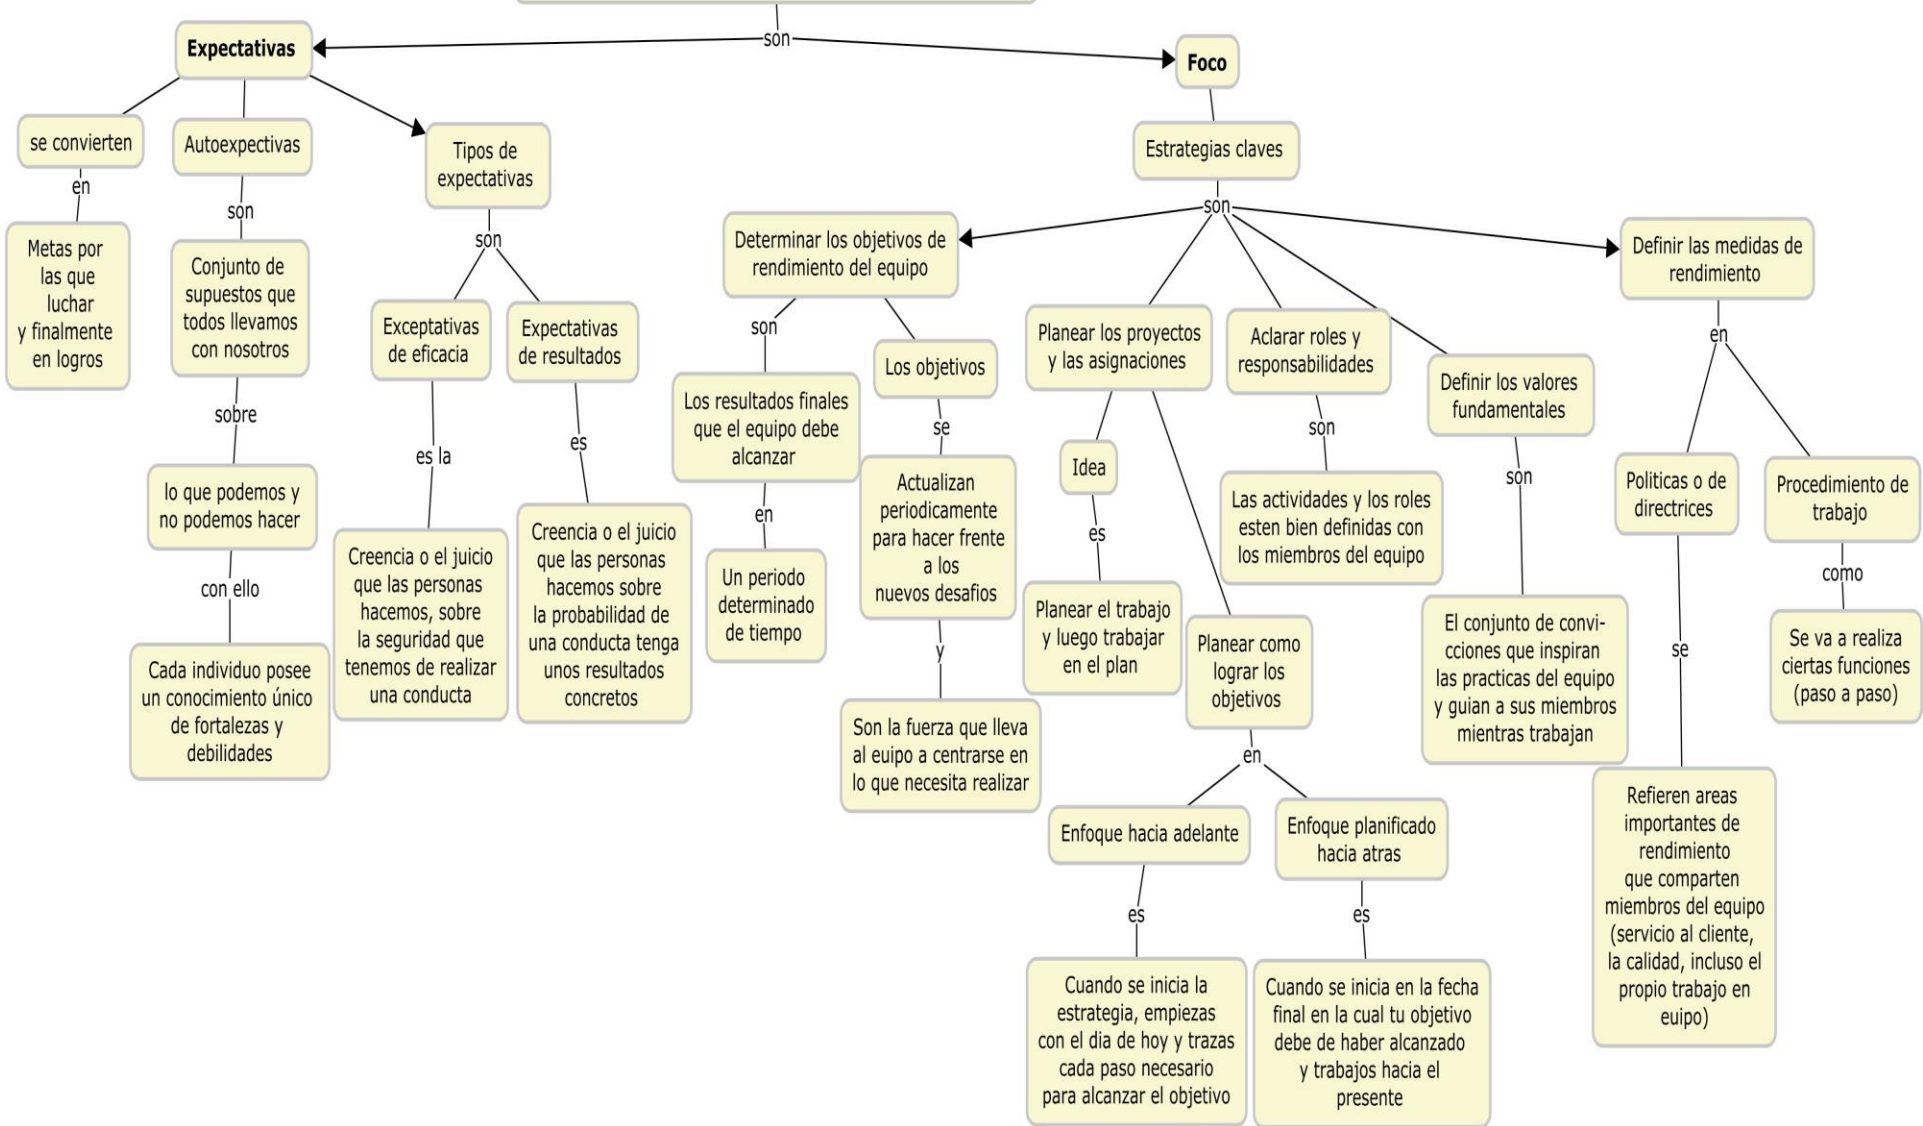 son
Expectativas
Foco
se convierten
en
Metas por
las que
luchar
y finalmente
en logros
Autoexpectivas
son
Conjunto de
supuestos que
todos llevamos
con nosotros
sobre
lo que podemos y
no podemos hacer
con ello
Cada individuo posee
un conocimiento único
de fortalezas y
debilidades
Tipos de
expectativas
son
Exceptativas
de eficacia
es la
Creencia o el juicio
que las personas
hacemos, sobre
la seguridad que
tenemos de realizar
una conducta
Expectativas
de resultados
es
Creencia o el juicio
que las personas
hacemos sobre
la probabilidad de
una conducta tenga
unos resultados
concretos
Estrategias claves
son
Determinar los objetivos de
rendimiento del equipo
son
Los resultados finales
que el equipo debe
alcanzar
en
Un periodo
determinado
de tiempo
Los objetivos
se
Actualizan
periodicamente
para hacer frente
a los
nuevos desafios
y
Son la fuerza que lleva
al euipo a centrarse en
lo que necesita realizar
Planear los proyectos
y las asignaciones
Idea
es
Planear el trabajo
y luego trabajar
en el plan
Planear como
lograr los
objetivos
en
Enfoque hacia adelante
es
Cuando se inicia la
estrategia, empiezas
con el dia de hoy y trazas
cada paso necesario
para alcanzar el objetivo
Enfoque planificado
hacia atras
es
Cuando se inicia en la fecha
final en la cual tu objetivo
debe de haber alcanzado
y trabajos hacia el
presente
Aclarar roles y
responsabilidades
son
Las actividades y los roles
esten bien definidas con
los miembros del equipo
Definir los valores
fundamentales
son
El conjunto de convi-
cciones que inspiran
las practicas del equipo
y guian a sus miembros
mientras trabajan
Definir las medidas de
rendimiento
en
Politicas o de
directrices
se
Refieren areas
importantes de
rendimiento
que comparten
miembros del equipo
(servicio al cliente,
la calidad, incluso el
propio trabajo en
euipo)
Procedimiento de
trabajo
como
Se va a realiza
ciertas funciones
(paso a paso)